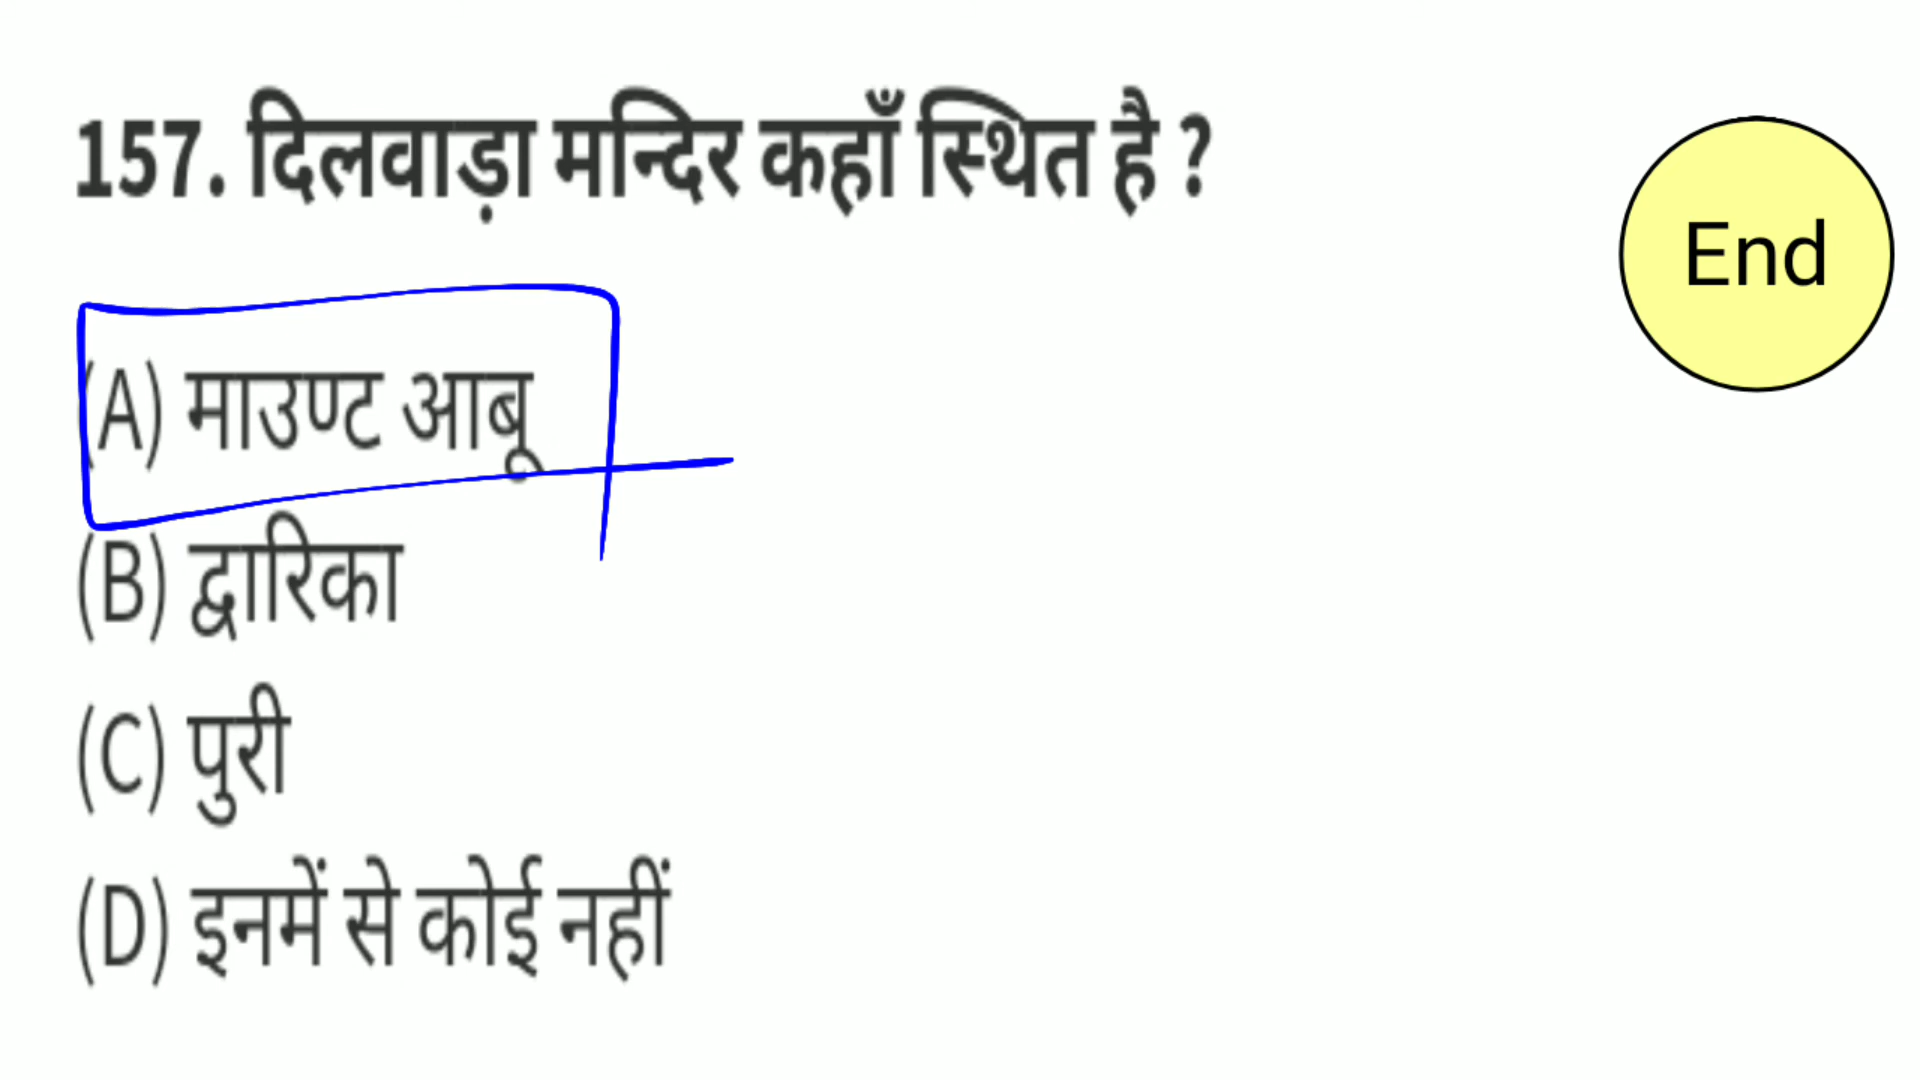 157. दिलवाड़ा मन्दिर कहाँ स्थित है ?
End
(A) माउण्ट आबू
(B) द्वारिका
(C) पुरी
(D) इनमें से कोई नहीं